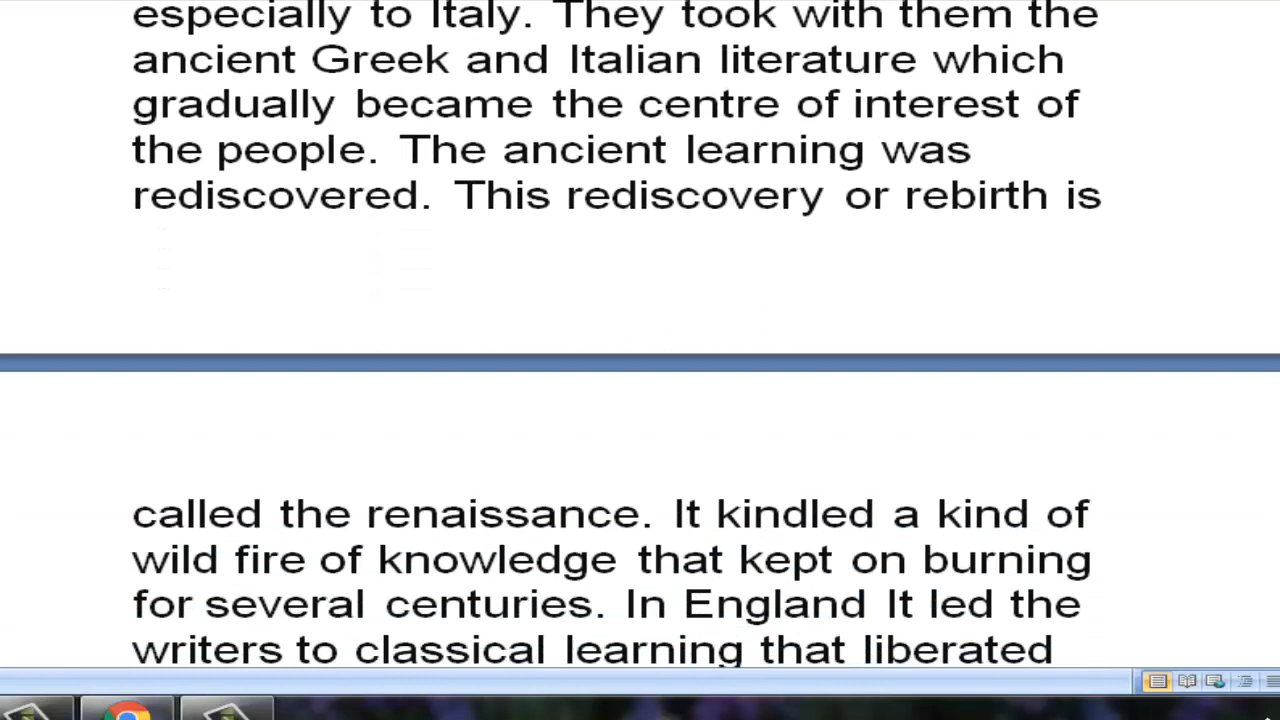 especially to Italy. They took with them the
ancient Greek and Italian literature which
gradually became the centre of interest of
the people. The ancient learning was
rediscovered. This rediscovery or rebirth is
called the renaissance. It kindled a kind of
wild fire of knowledge that kept on burning
for several centuries. In England It led the
writers to classical learning that liberated